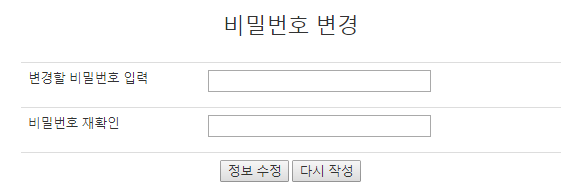 비밀번호 변경
변경할 비밀번호 입력
비밀번호 재확인
정보 수정 다시 작성